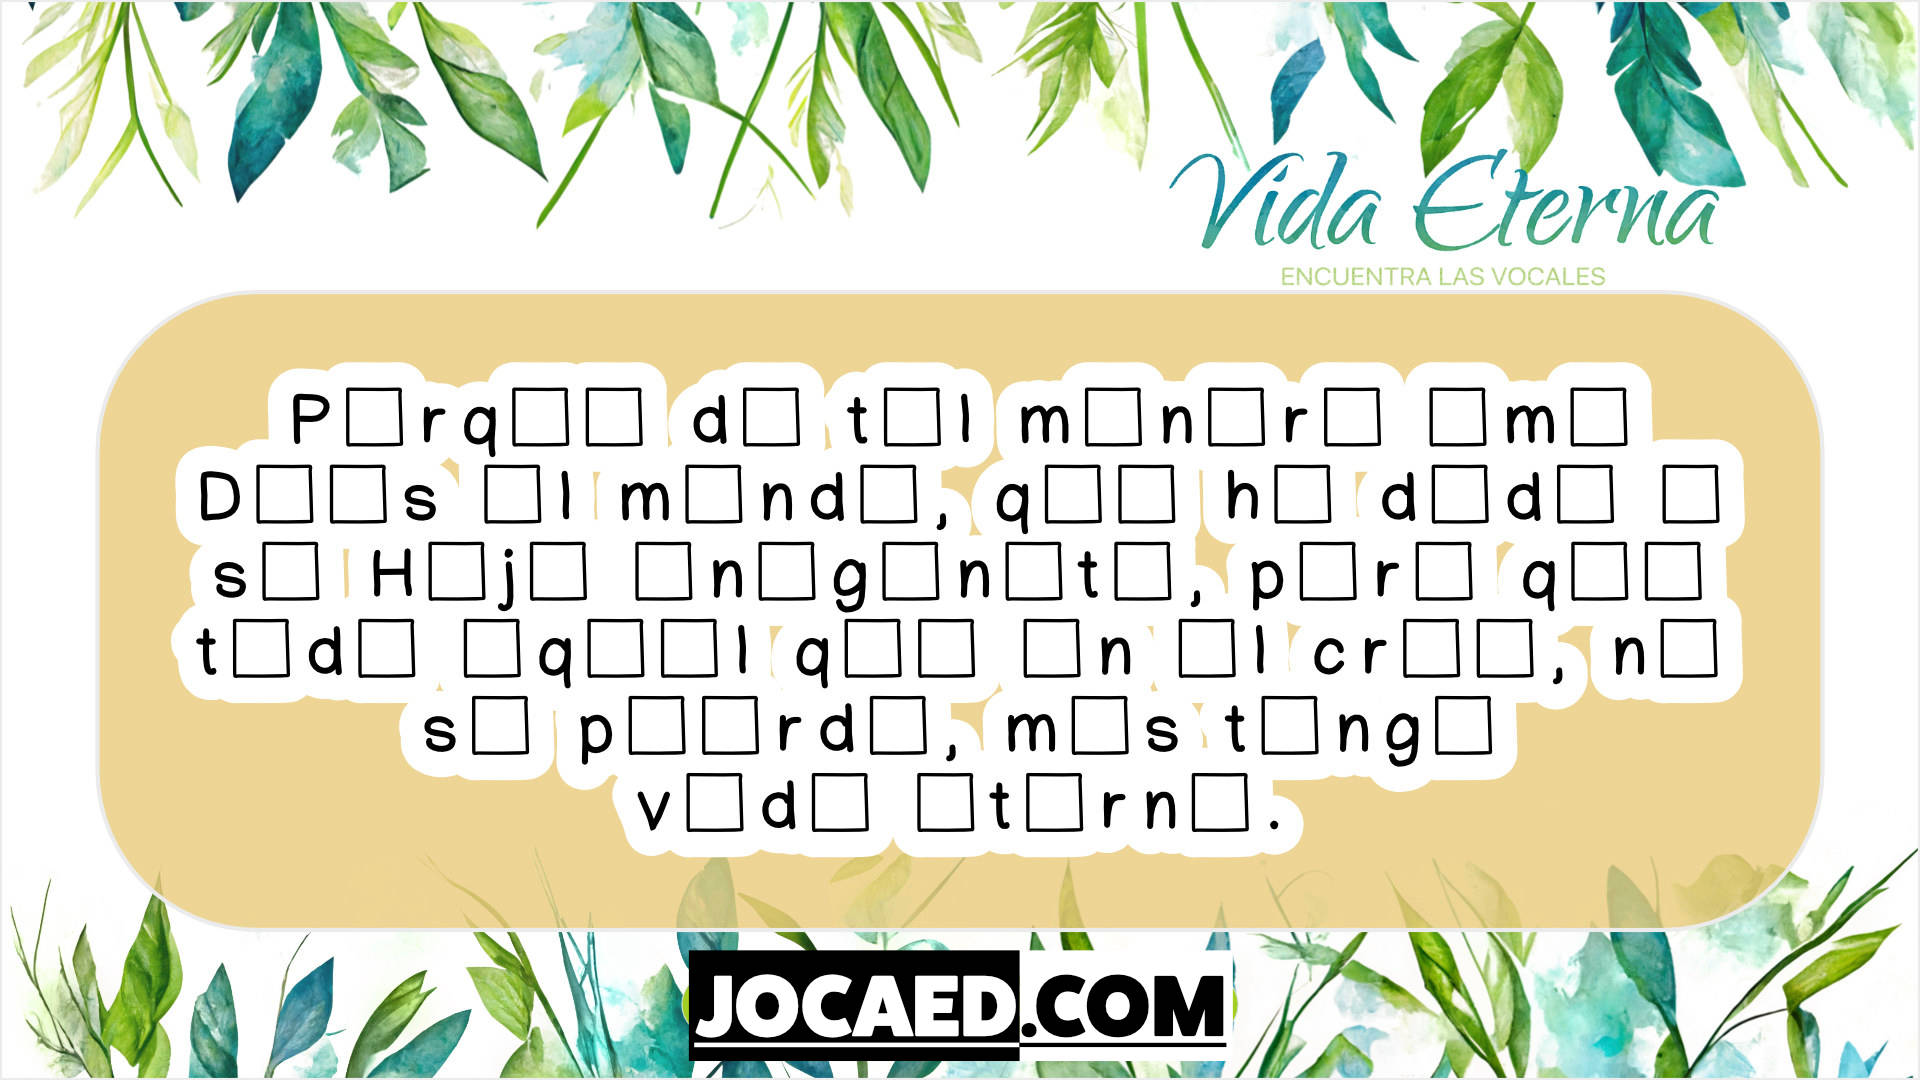 Vida Eterna
ENCUENTRA LAS VOCALES
P□rq□□ d□ t□l m□n□r□ □m□
D□□s □l m□nd□, q□□ h□ d□d□ □
s□ H□j□ □n□g□n□t□, p□r□ q□□
t□d□ □q□□l q□□ □n □l cr□□, n□
s□ p□□rd□, m□s t□ng□
v□d□ □t□rn□.
JOCAED.COM